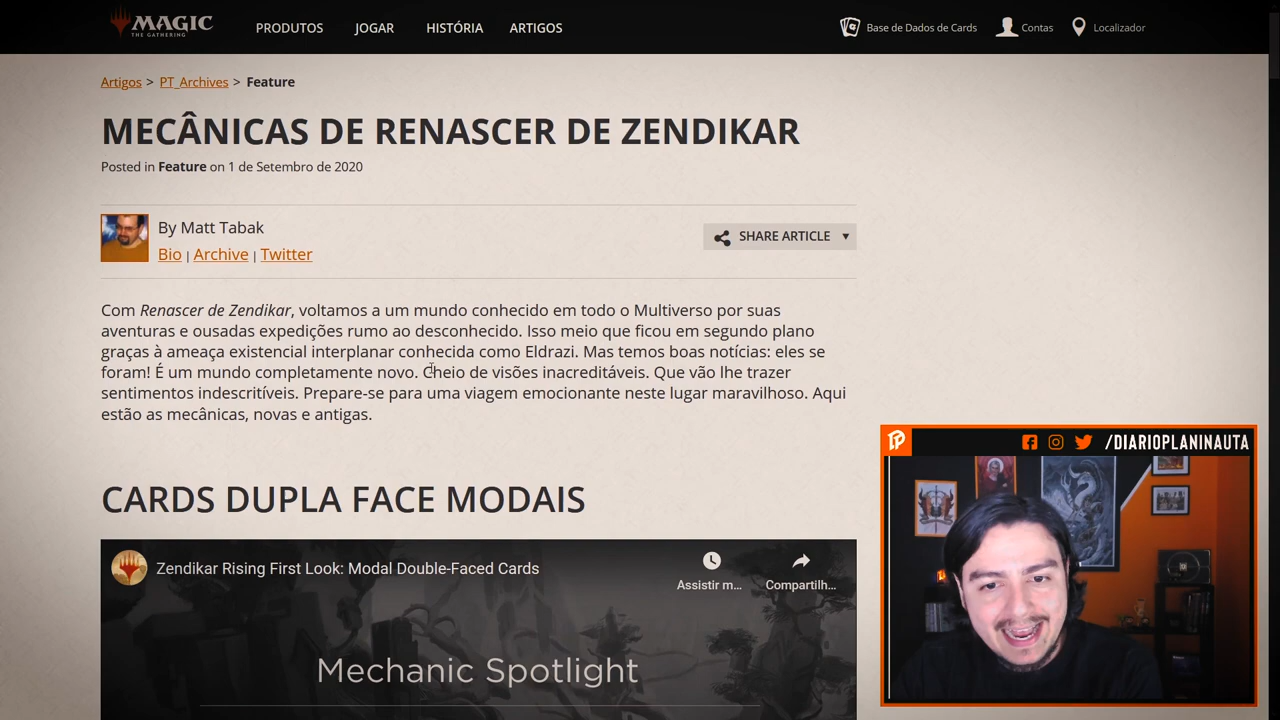 MAGIC
THE GATHERING
PRODUTOS JOGAR HISTÓRIA ARTIGOS
Base de Dados de Cards Contas Localizador
Artigos > PT_Archives > Feature
MECÂNICAS DE RENASCER DE ZENDIKAR
Posted in Feature on 1 de Setembro de 2020
By Matt Tabak
Bio | Archive | Twitter
SHARE ARTICLE
Com Renascer de Zendikar, voltamos a um mundo conhecido em todo o Multiverso por suas
aventuras e ousadas expedições rumo ao desconhecido. Isso meio que ficou em segundo plano
graças à ameaça existencial interplanar conhecida como Eldrazi. Mas temos boas notícias: eles se
foram! É um mundo completamente novo. Cheio de visões inacreditáveis. Que vão lhe trazer
sentimentos indescritíveis. Prepare-se para uma viagem emocionante neste lugar maravilhoso. Aqui
estão as mecânicas, novas e antigas.
CARDS DUPLA FACE MODAIS
Zendikar Rising First Look: Modal Double-Faced Cards
Assistir m... Compartilh...
Mechanic Spotlight
/DIARIOPLANINAUTA